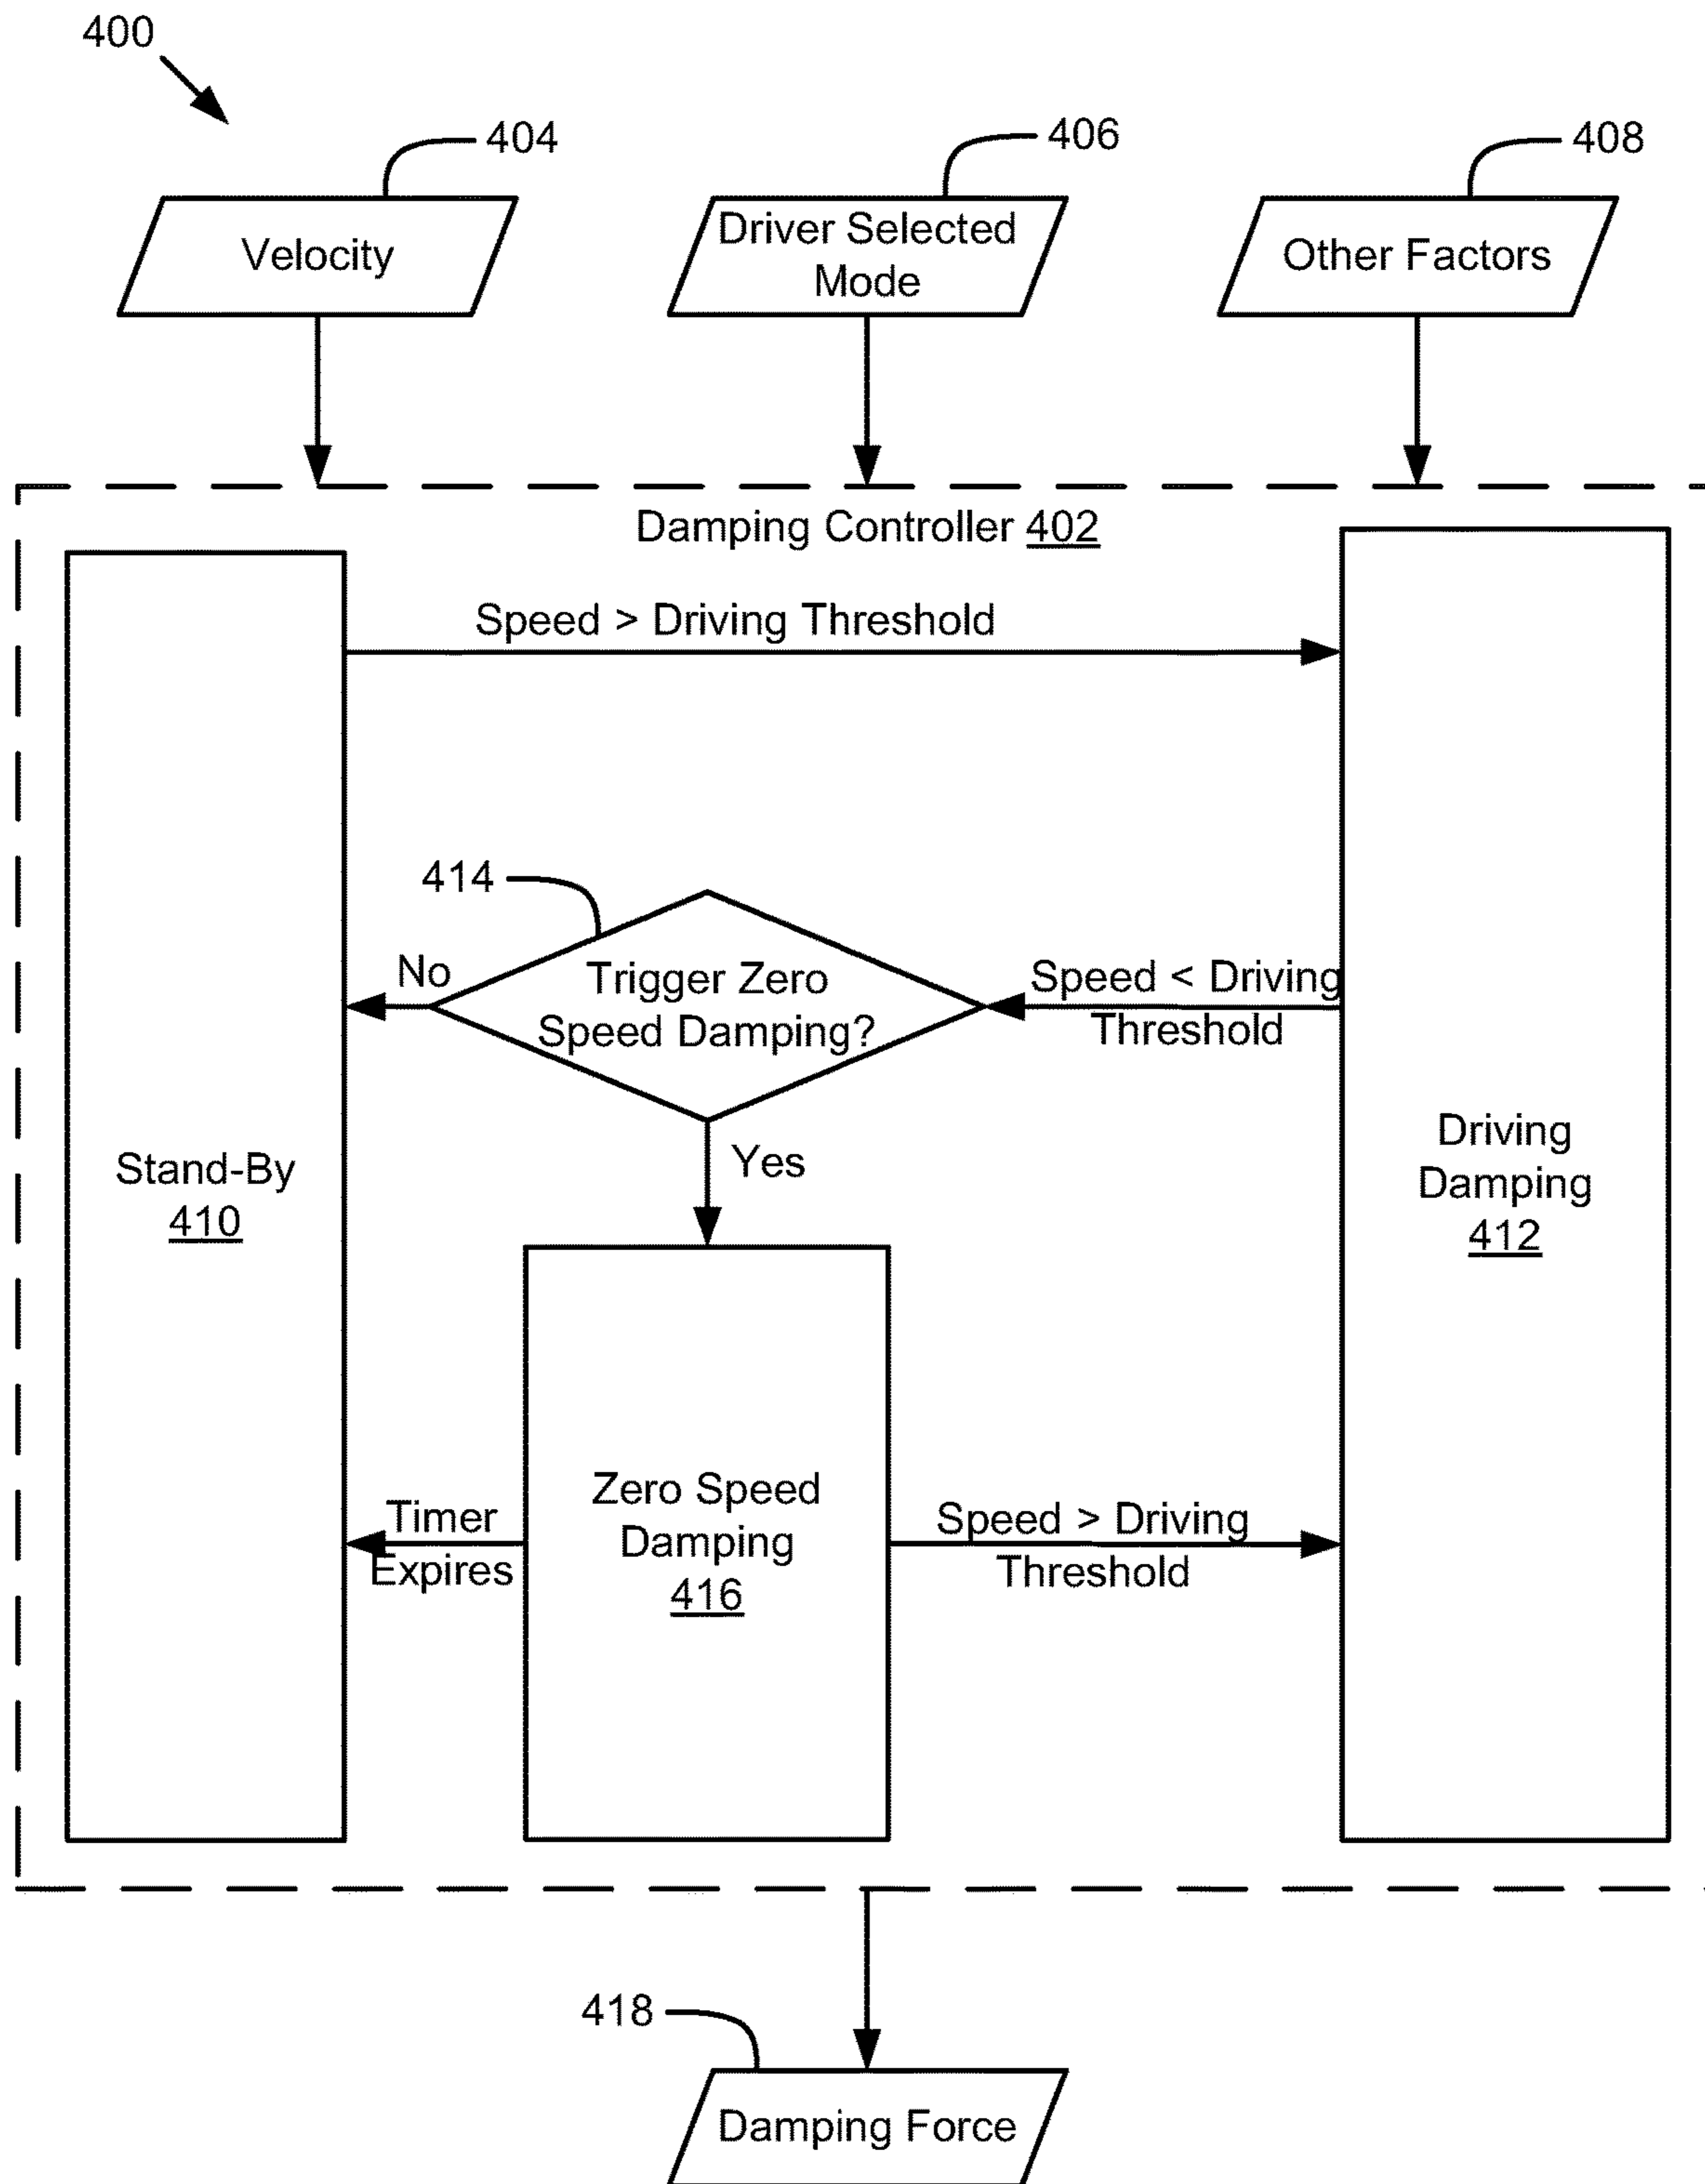 400
404
406
408
Velocity
Driver Selected
Mode
Other Factors
Damping Controller 402
Speed > Driving Threshold
414
No
Trigger Zero
Speed Damping?
Speed < Driving
Threshold
Yes
Stand-By
410
Driving
Damping
412
Zero Speed
Damping
416
Timer
Expires
Speed > Driving
Threshold
418
Damping Force